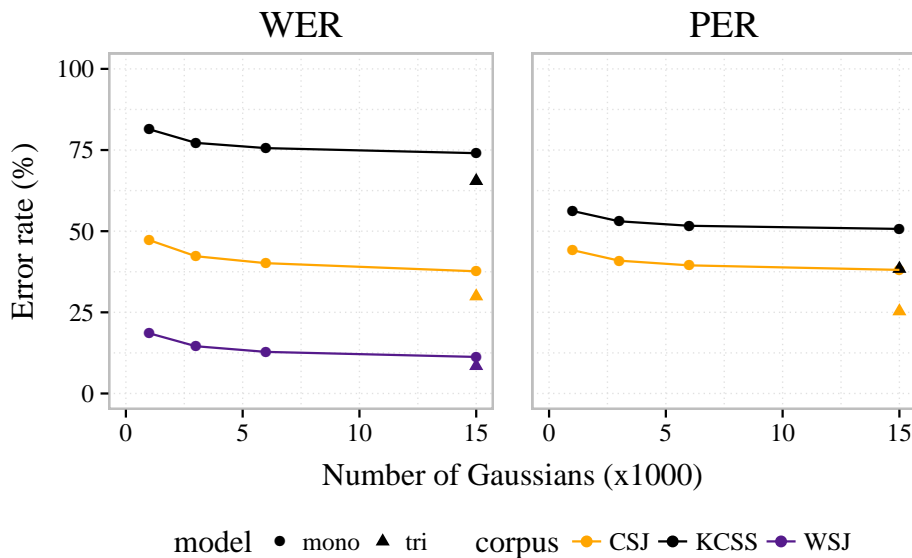 WER PER
100
75
50
25
0
Error rate (%)
0 5 10 15 0 5 10 15
Number of Gaussians (x1000)
model mono tri corpus CSJ KCSS WSJ